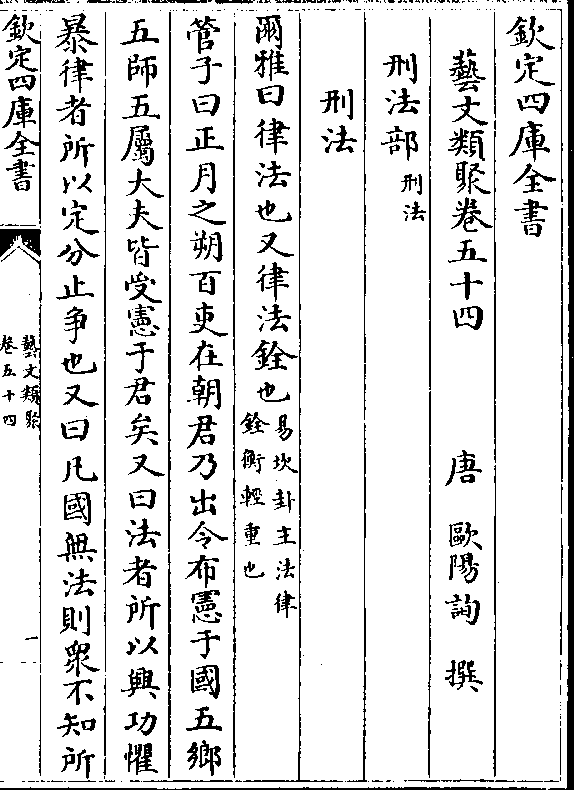 欽定四庫全書
藝文類聚卷五十四
唐 歐陽詢 撰
刑法部 刑法
刑法
爾雅曰律法也又律法銓也
易坎卦主法律
銓衡輕重也
管子曰正月之朔百吏在朝君乃出令布憲于國五鄉
五師五屬大夫皆受憲于君矣又曰法者所以興功懼
暴律者所以定分止争也又曰凡國無法則衆不知所
欽定四庫全書
藝文類聚
卷五十四
一